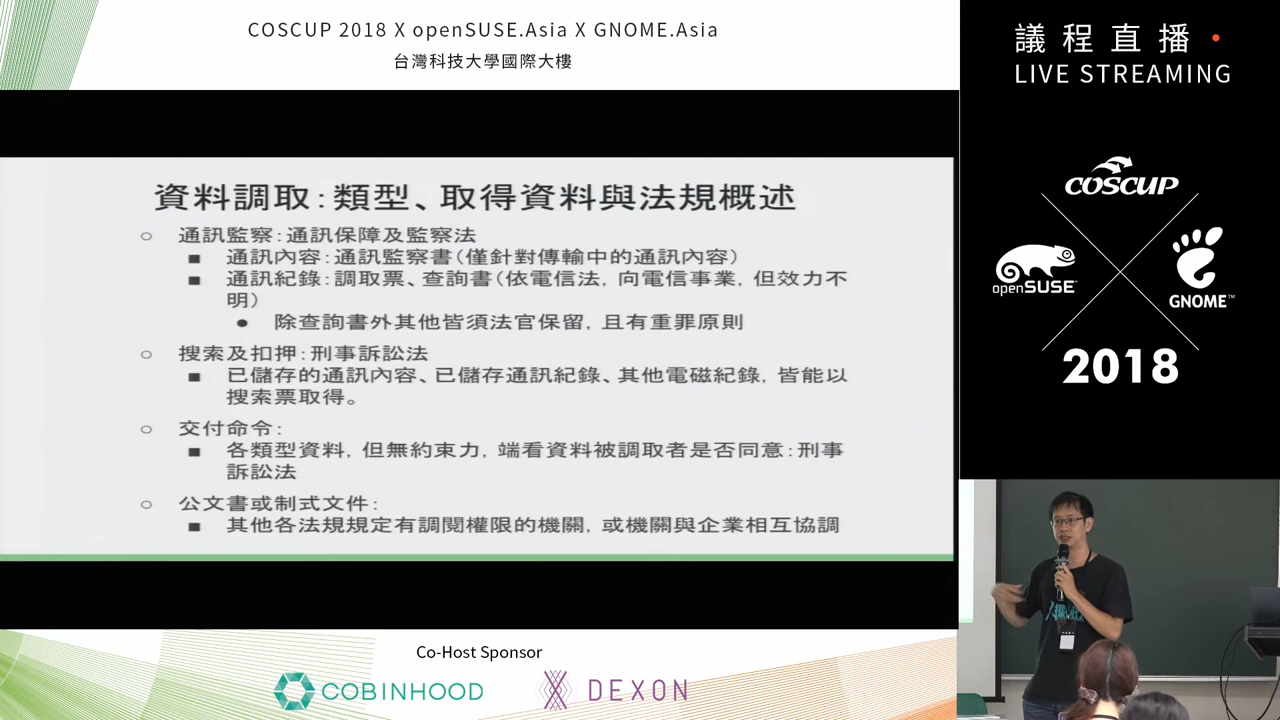 COSCUP 2018 X openSUSE.Asia X GNOME.Asia
台灣科技大學國際大樓
議程直播
LIVE STREAMING
資料調取：類型、取得資料與法規概述
○ 通訊監察：通訊保障及監察法
■ 通訊內容：通訊監察書（僅針對傳輸中的通訊內容）
■ 通訊紀錄：調取票、查詢書（依電信法，向電信事業，但效力不
明）
● 除查詢書外其他皆須法官保留，且有重罪原則
○ 搜索及扣押：刑事訴訟法
■ 已儲存的通訊內容、已儲存通訊紀錄、其他電磁紀錄，皆能以
搜索票取得。
○ 交付命令：
■ 各類型資料，但無約束力，端看資料被調取者是否同意：刑事
訴訟法
○ 公文書或制式文件：
■ 其他各法規規定有調閱權限的機關，或機關與企業相互協調
COSCUP
openSUSE
GNOME™
2018
Co-Host Sponsor
COBINHOOD
DEXON